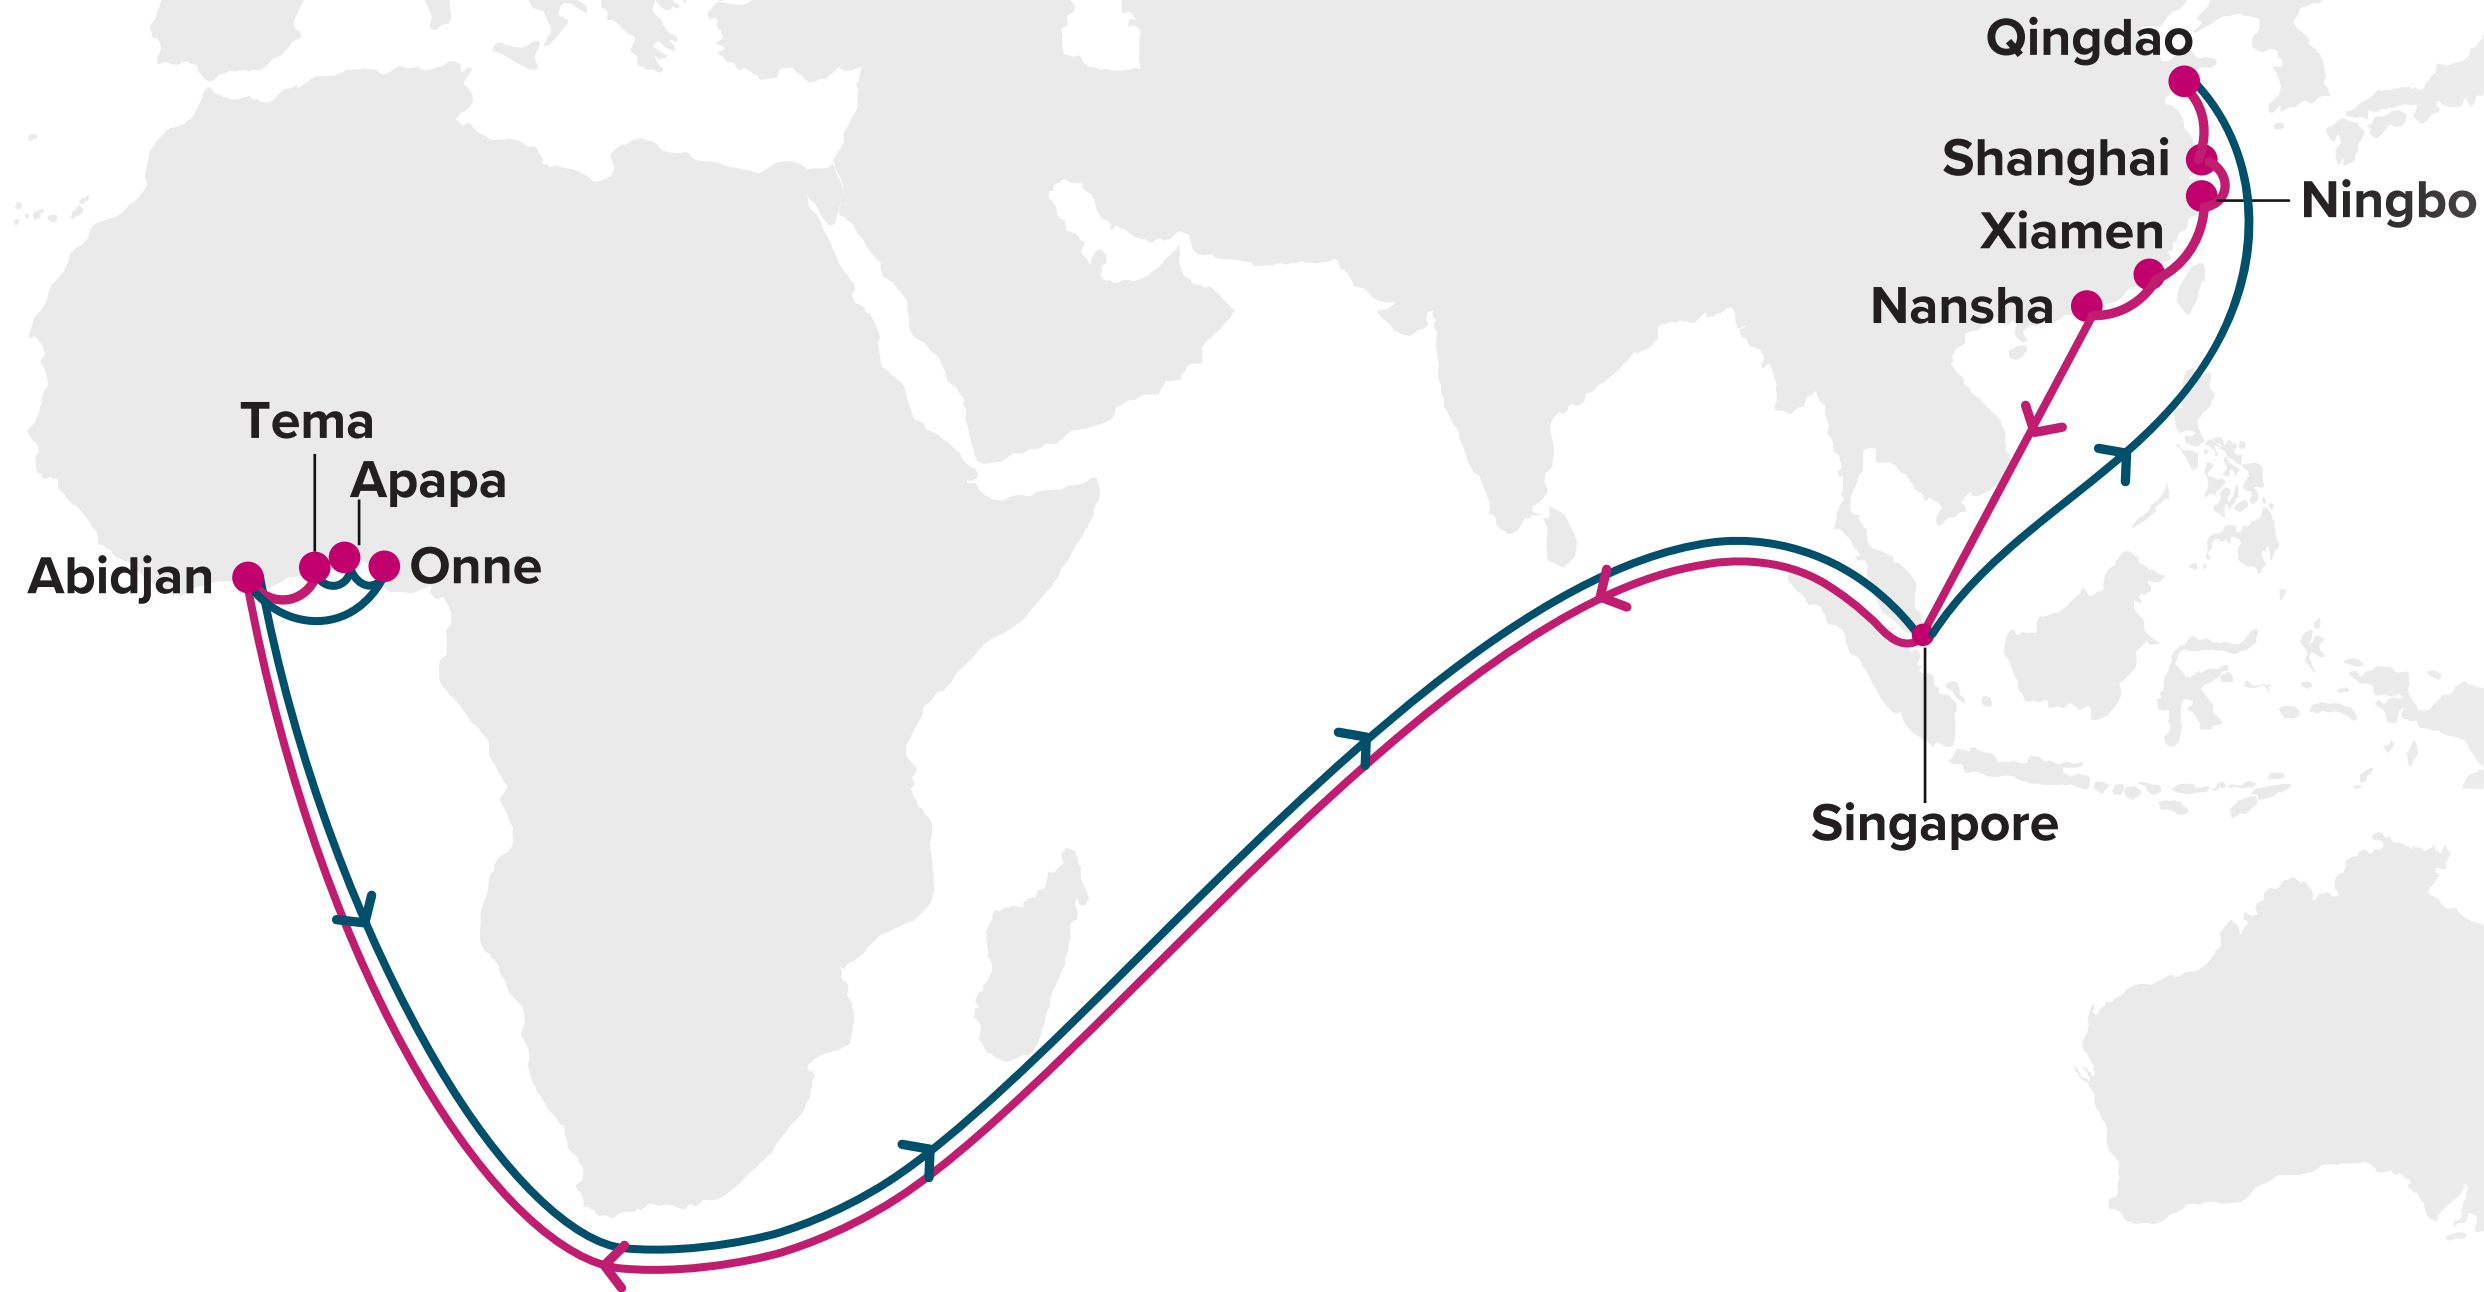 Qingdao
Shanghai
Ningbo
Xiamen
Nansha
Tema
Apapa
Abidjan
Onne
Singapore